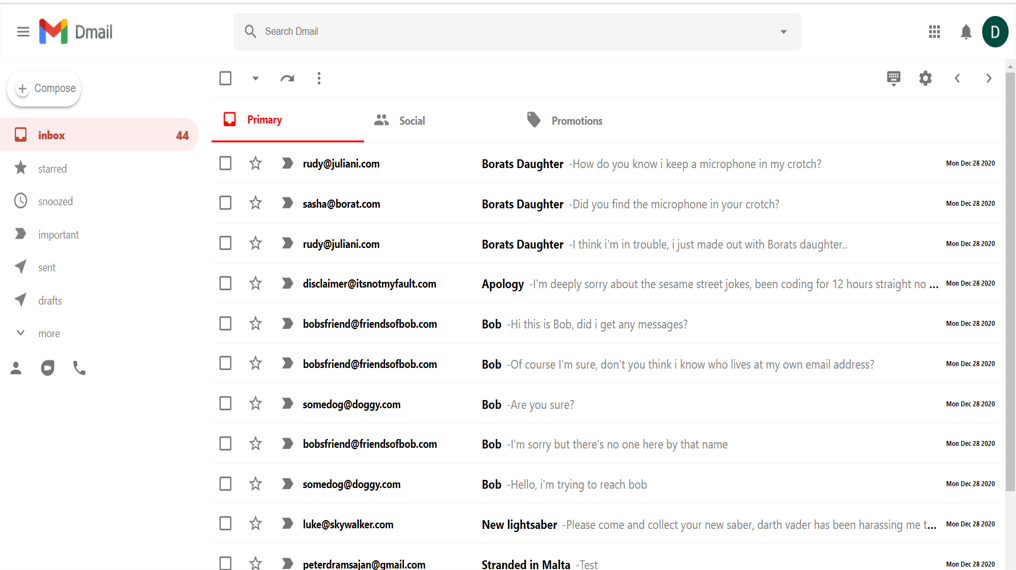 Dmail
Search Dmail
D
Compose
inbox 44
starred
snoozed
important
sent
drafts
more
Primary Social Promotions
rudy@juliani.com Borats Daughter -How do you know i keep a microphone in my crotch? Mon Dec 28 2020
sasha@borat.com Borats Daughter -Did you find the microphone in your crotch? Mon Dec 28 2020
rudy@juliani.com Borats Daughter -I think i'm in trouble, i just made out with Borats daughter.. Mon Dec 28 2020
disclaimer@itsnotmyfault.com Apology -I'm deeply sorry about the sesame street jokes, been coding for 12 hours straight no ... Mon Dec 28 2020
bobsfriend@friendsofbob.com Bob -Hi this is Bob, did i get any messages? Mon Dec 28 2020
bobsfriend@friendsofbob.com Bob -Of course I'm sure, don't you think i know who lives at my own email address? Mon Dec 28 2020
somedog@doggy.com Bob -Are you sure? Mon Dec 28 2020
bobsfriend@friendsofbob.com Bob -I'm sorry but there's no one here by that name Mon Dec 28 2020
somedog@doggy.com Bob -Hello, i'm trying to reach bob Mon Dec 28 2020
luke@skywalker.com New lightsaber -Please come and collect your new saber, darth vader has been harassing me t... Mon Dec 28 2020
peterdramsajan@gmail.com Stranded in Malta -Test Mon Dec 28 2020